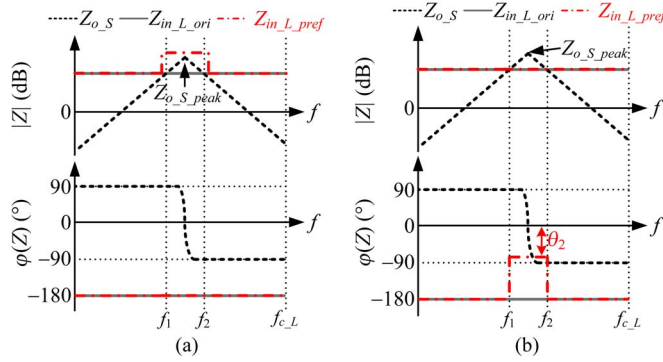 Z_o_S Z_in_L_ori Z_in_L_pref
|Z| (dB)
Z_o_S_peak
0
f
φ(Z) (°)
90
0
f
−90
−180
f_1 f_2 f_c_L
(a)
Z_o_S Z_in_L_ori Z_in_L_pref
|Z| (dB)
Z_o_S_peak
0
f
φ(Z) (°)
90
0
f
θ_2
−90
−180
f_1 f_2 f_c_L
(b)